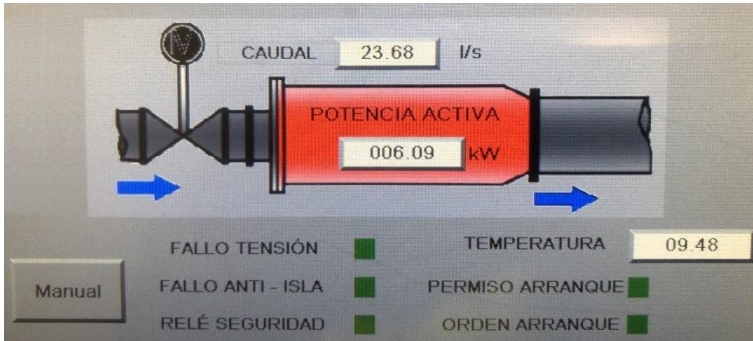 CAUDAL 23.68 l/s
POTENCIA ACTIVA
006.09 kW
FALLO TENSIÓN
TEMPERATURA 09.48
Manual
FALLO ANTI - ISLA
PERMISO ARRANQUE
RELÉ SEGURIDAD
ORDEN ARRANQUE